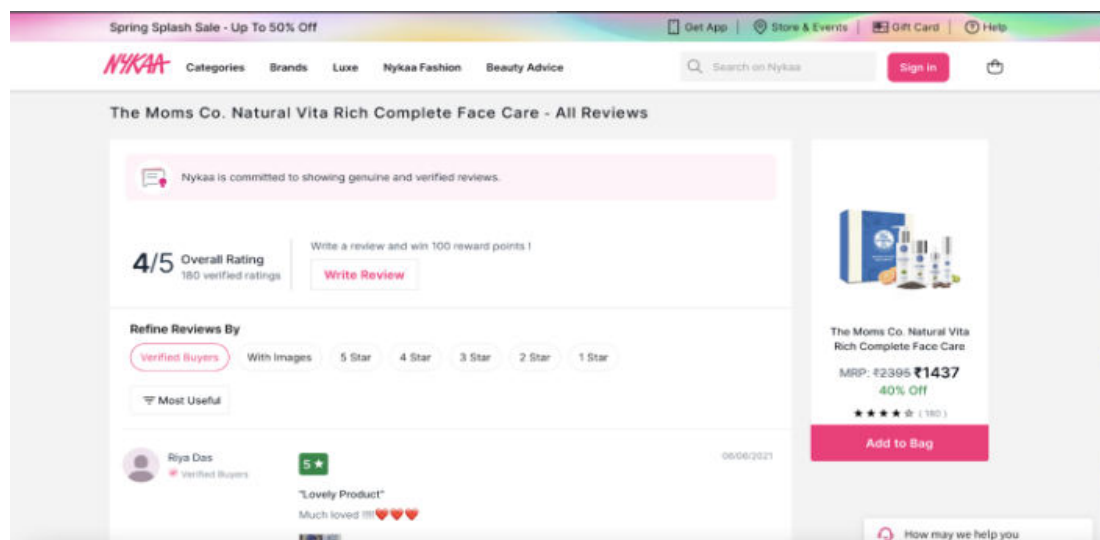 Spring Splash Sale - Up To 50% Off
Get App | Store & Events | Gift Card | Help
NYKAA Categories Brands Luxe Nykaa Fashion Beauty Advice Search on Nykaa Sign in
The Moms Co. Natural Vita Rich Complete Face Care - All Reviews
Nykaa is committed to showing genuine and verified reviews.
4/5 Overall Rating
180 verified ratings
Write a review and win 100 reward points !
Write Review
Refine Reviews By
Verified Buyers With Images 5 Star 4 Star 3 Star 2 Star 1 Star
Most Useful
Riya Das
Verified Buyers
5 ★
08/08/2021
"Lovely Product"
Much loved !!!!❤❤❤
The Moms Co. Natural Vita
Rich Complete Face Care
MRP: ₹2395 ₹1437
40% Off
★★★★☆ ( 180 )
Add to Bag
How may we help you